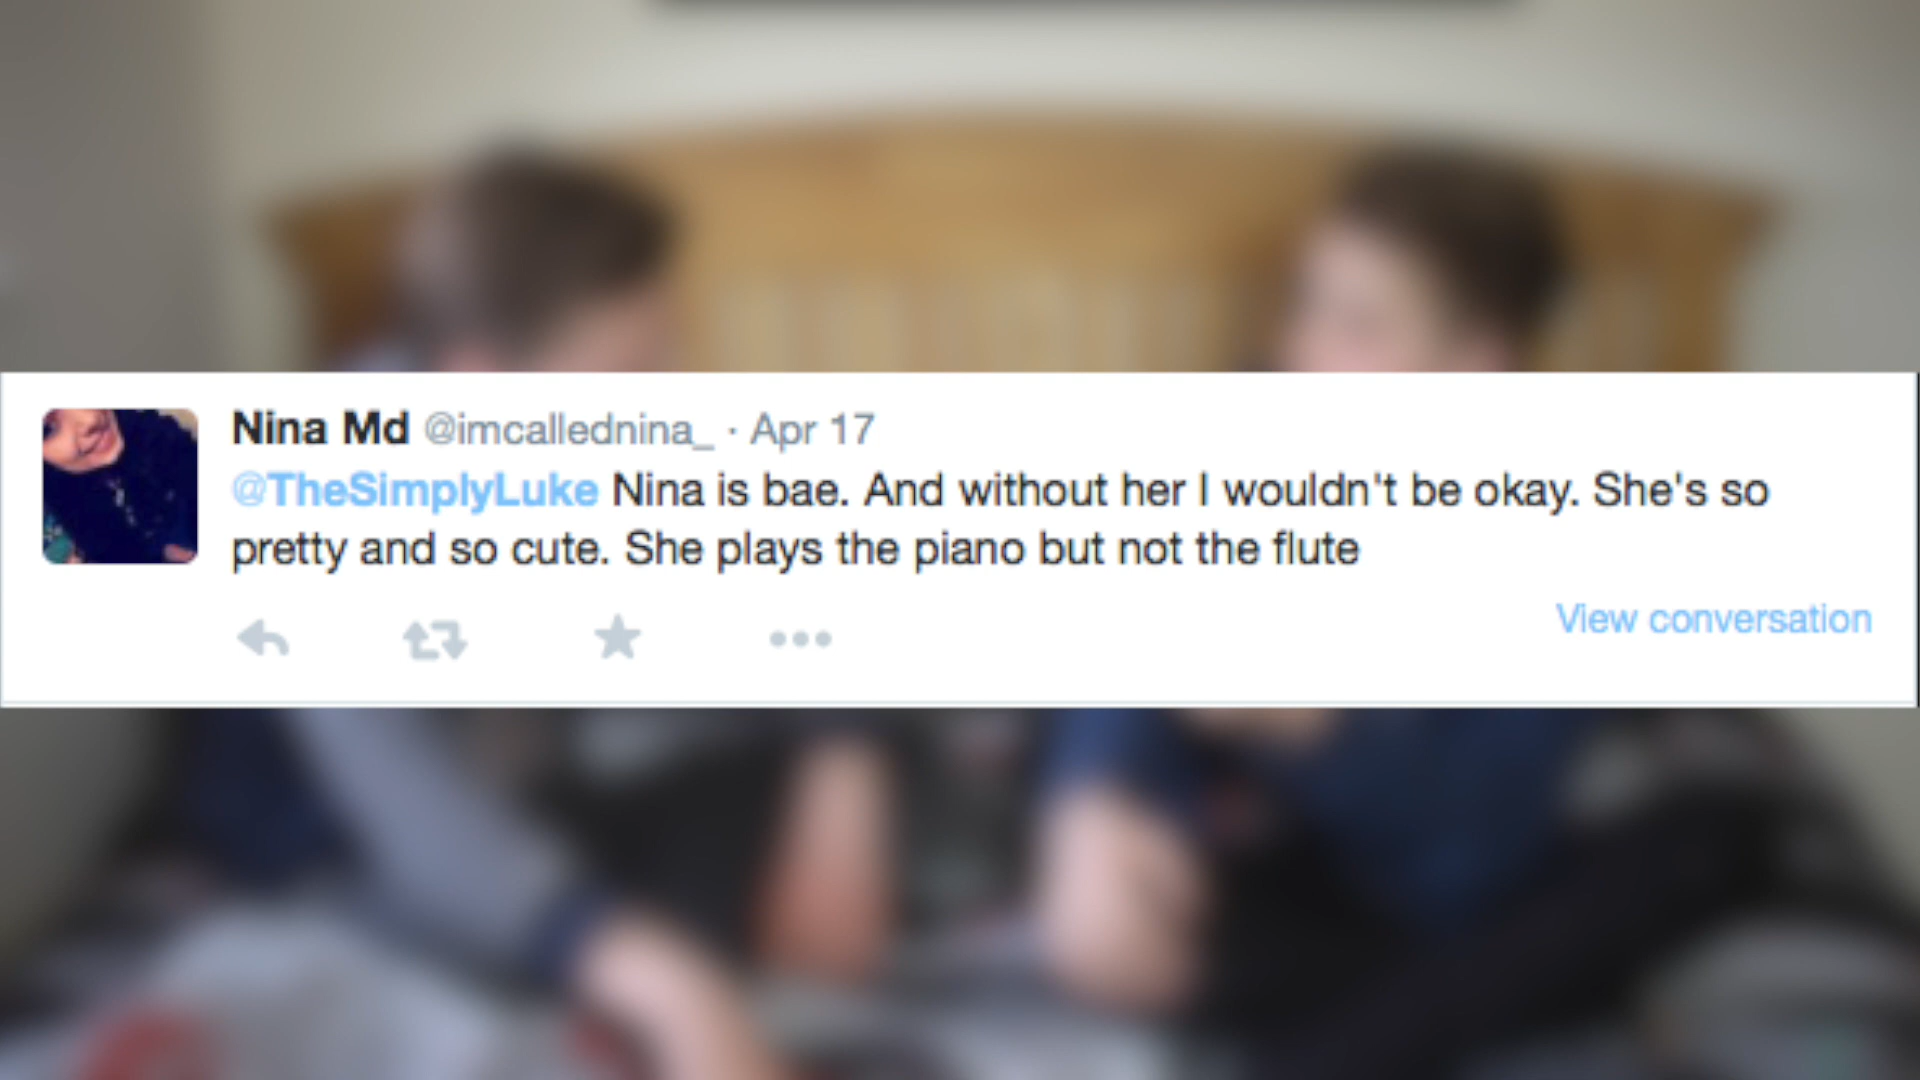 Nina Md @imcallednina_ · Apr 17
@TheSimplyLuke Nina is bae. And without her I wouldn't be okay. She's so
pretty and so cute. She plays the piano but not the flute
View conversation